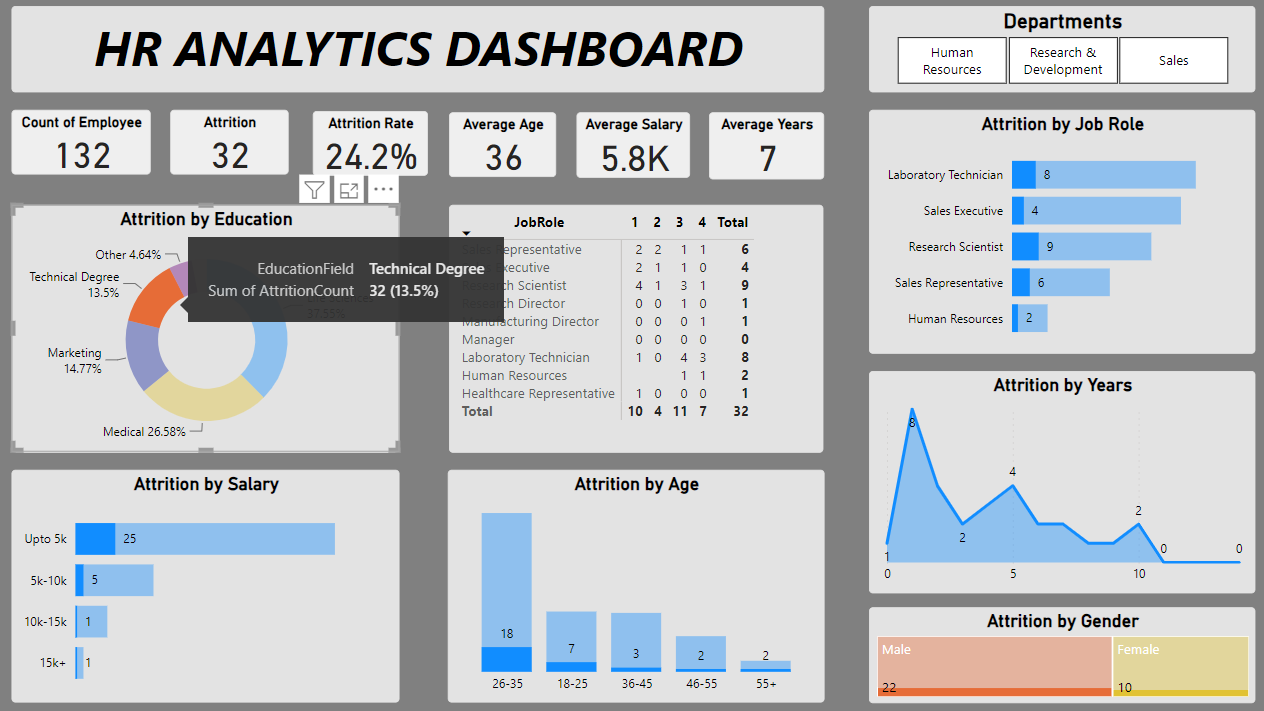 HR ANALYTICS DASHBOARD
Departments
Human
Resources
Research &
Development
Sales
Count of Employee
132
Attrition
32
Attrition Rate
24.2%
Average Age
36
Average Salary
5.8K
Average Years
7
Attrition by Education
Other 4.64%
Technical Degree
13.5%
Marketing
14.77%
Medical 26.58%
37.55%
EducationField Technical Degree
Sum of AttritionCount 32 (13.5%)
JobRole 1 2 3 4 Total
Sales Representative 2 2 1 1 6
Executive 2 1 1 0 4
Research Scientist 4 1 3 1 9
Research Director 0 0 1 0 1
Manufacturing Director 0 0 0 1 1
Manager 0 0 0 0 0
Laboratory Technician 1 0 4 3 8
Human Resources 1 1 2
Healthcare Representative 1 0 0 0 1
Total 10 4 11 7 32
Attrition by Job Role
Laboratory Technician 8
Sales Executive 4
Research Scientist 9
Sales Representative 6
Human Resources 2
Attrition by Salary
Upto 5k 25
5k-10k 5
10k-15k 1
15k+ 1
Attrition by Age
18 7 3 2 2
26-35 18-25 36-45 46-55 55+
Attrition by Years
8
4
2
2
1
0
0
0 5 10
Attrition by Gender
Male
22
Female
10